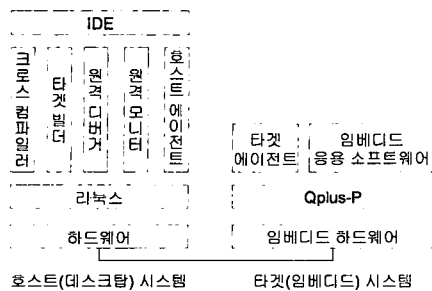 IDE
크로스 컴파일러
타겟 빌더
원격 디버거
원격 모니터
호스트 에이전트
타겟
에이전트
임베디드
응용 소프트웨어
리눅스
Qplus-P
하드웨어
임베디드 하드웨어
호스트(데스크탑) 시스템
타겟(임베디드) 시스템